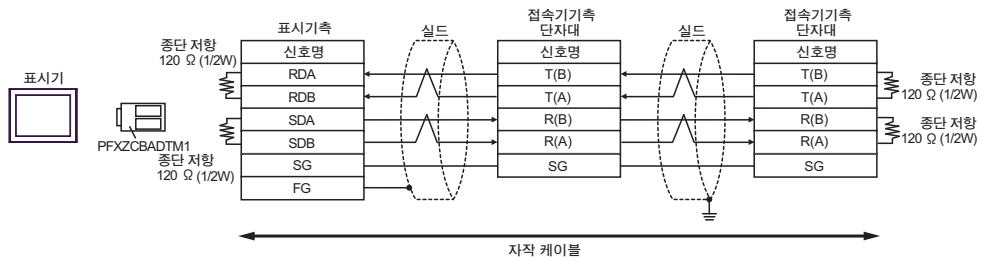 표시기
PFXZCBADTM1
종단 저항
120 Ω (1/2W)
종단 저항
120 Ω (1/2W)
표시기측
신호명
RDA
RDB
SDA
SDB
SG
FG
실드
접속기기측
단자대
신호명
T(B)
T(A)
R(B)
R(A)
SG
실드
접속기기측
단자대
신호명
T(B)
T(A)
R(B)
R(A)
SG
종단 저항
120 Ω (1/2W)
종단 저항
120 Ω (1/2W)
자작 케이블